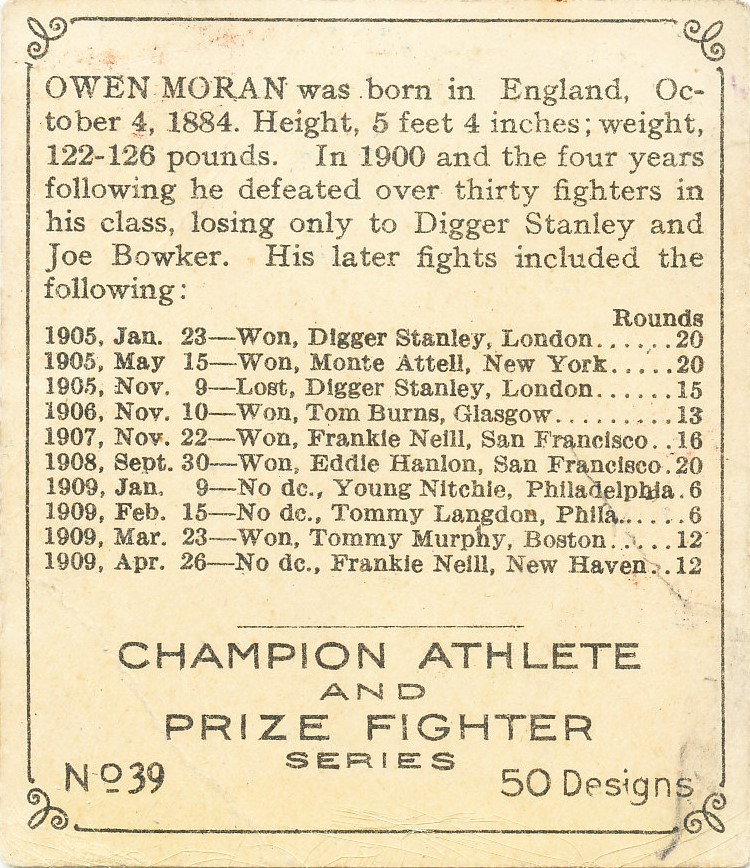 OWEN MORAN was born in England, Oc-
tober 4, 1884. Height, 5 feet 4 inches; weight,
122-126 pounds. In 1900 and the four years
following he defeated over thirty fighters in
his class, losing only to Digger Stanley and
Joe Bowker. His later fights included the
following:
Rounds
1905, Jan. 23—Won, Digger Stanley, London......20
1905, May 15—Won, Monte Attell, New York.....20
1905, Nov. 9—Lost, Digger Stanley, London......15
1906, Nov. 10—Won, Tom Burns, Glasgow.........13
1907, Nov. 22—Won, Frankie Neill, San Francisco..16
1908, Sept. 30—Won, Eddie Hanlon, San Francisco.20
1909, Jan. 9—No dc., Young Nitchie, Philadelphia.6
1909, Feb. 15—No dc., Tommy Langdon, Phila......6
1909, Mar. 23—Won, Tommy Murphy, Boston......12
1909, Apr. 26—No dc., Frankie Neill, New Haven..12
CHAMPION ATHLETE
AND
PRIZE FIGHTER
SERIES
No 39
50 Designs